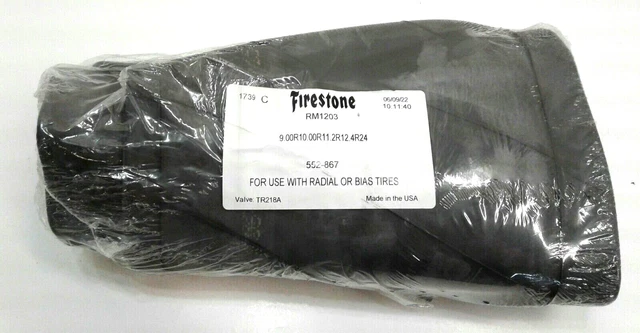 1739 C Firestone 06/09/22
RM1203 10:11:40
9.00R10.00R11.2R12.4R24
552-867
FOR USE WITH RADIAL OR BIAS TIRES
Valve: TR218A Made in the USA